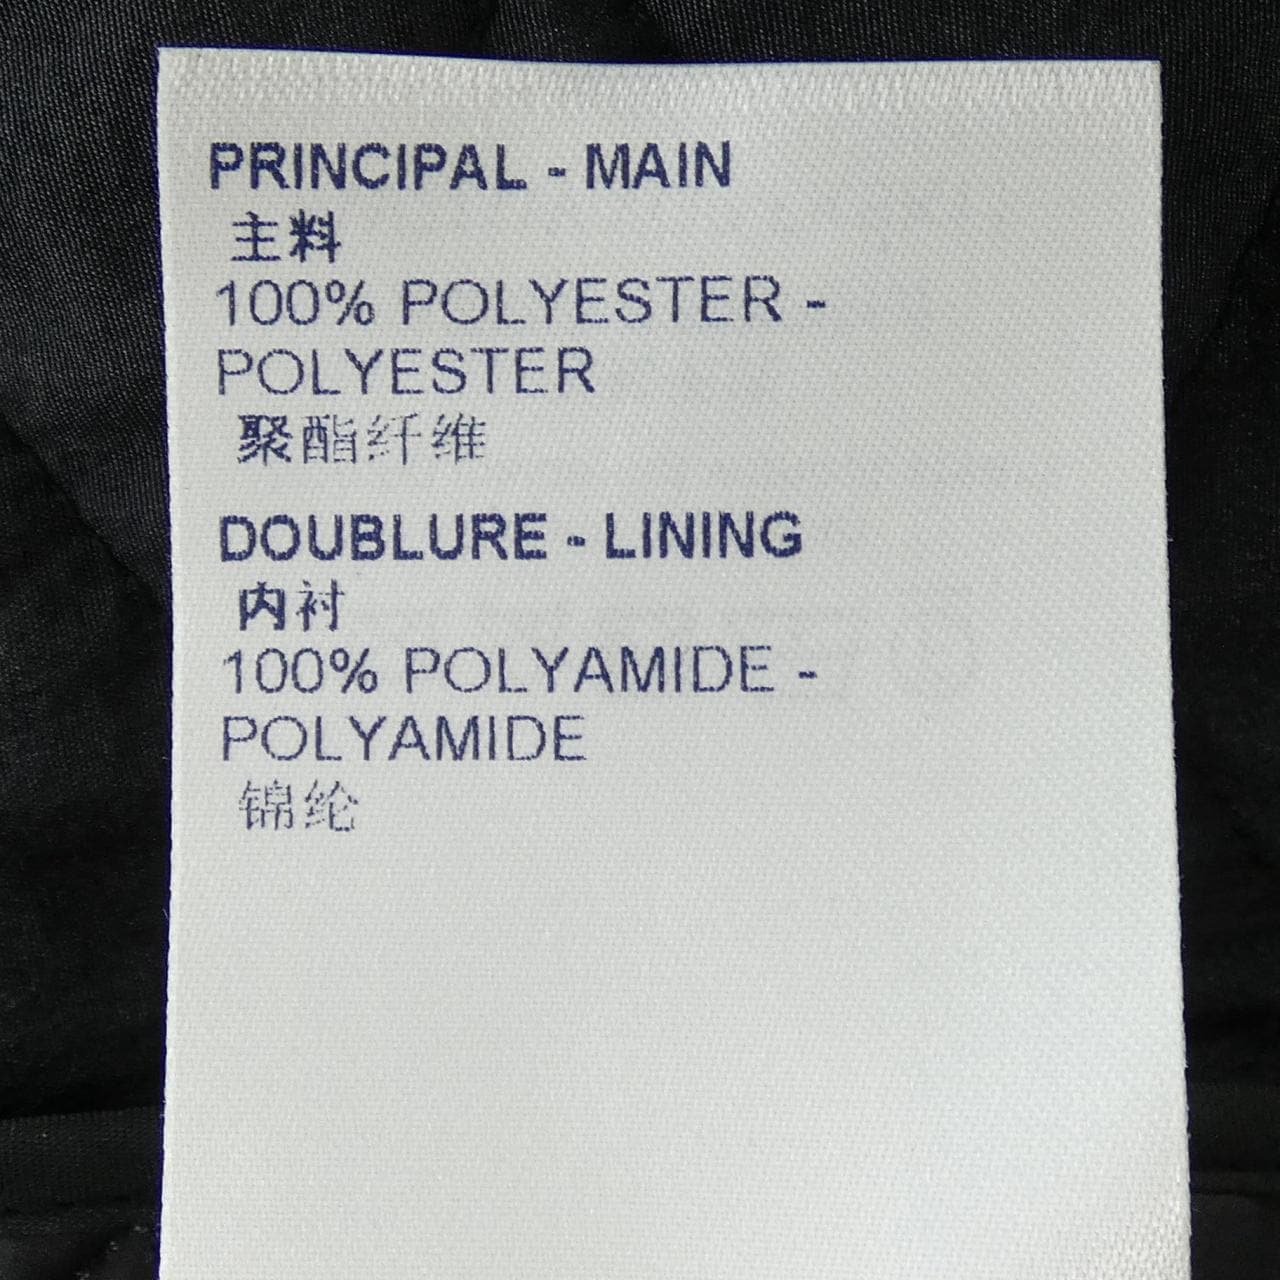 PRINCIPAL - MAIN
主料
100% POLYESTER -
POLYESTER
聚酯纤维
DOUBLURE - LINING
内衬
100% POLYAMIDE -
POLYAMIDE
锦纶